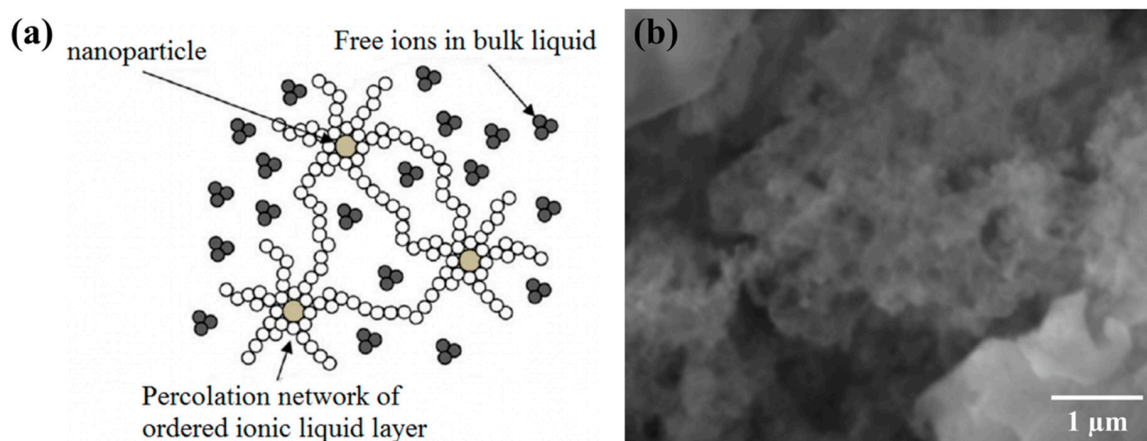 (a)
nanoparticle
Free ions in bulk liquid
Percolation network of
ordered ionic liquid layer
(b)
1 µm